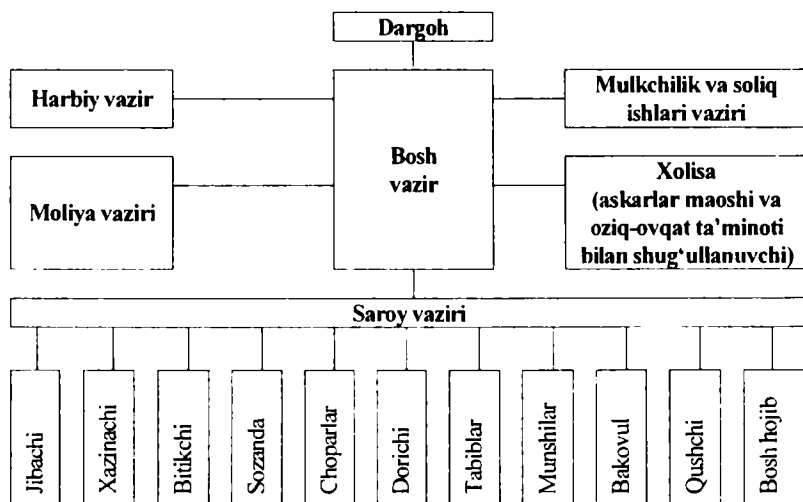 Dargoh
Harbiy vazir
Bosh
vazir
Mulkchilik va soliq
ishlari vaziri
Moliya vaziri
Xolisa
(askarlar maoshi va
oziq-ovqat ta’minoti
bilan shug‘ullanuvchi)
Saroy vaziri
Jibachi
Xazinachi
Bitikchi
Sozanda
Choparlar
Dorichi
Tabiblar
Munshilar
Bakovul
Qushchi
Bosh hojib